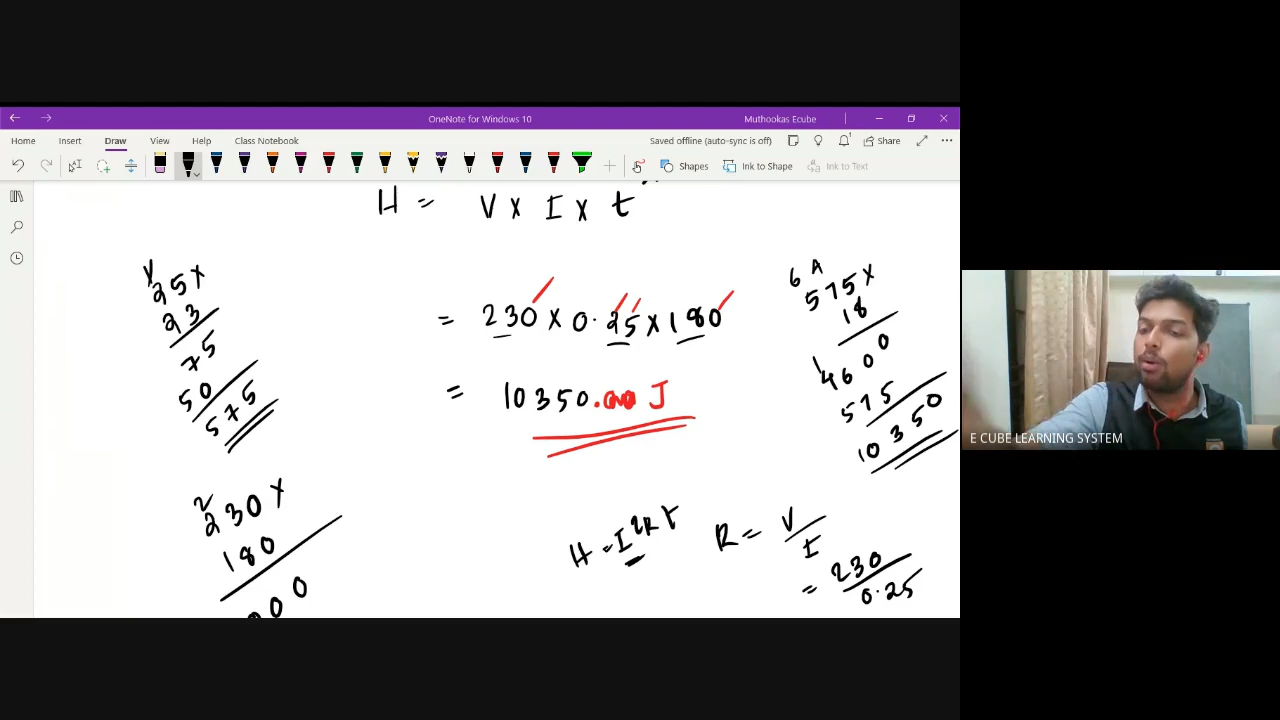 OneNote for Windows 10
Muthookas Ecube
Home Insert Draw View Help Class Notebook
Saved offline (auto-sync is off)
Share
Shapes
Ink to Shape
Ink to Text
H = V x I x t
= 230 x 0.25 x 180
= 10350.00 J
25 x
23
75
50
575
230 x
180
575 x
18
4600
575
10350
H = I²Rt
R = V/I
= 230/0.25
E CUBE LEARNING SYSTEM